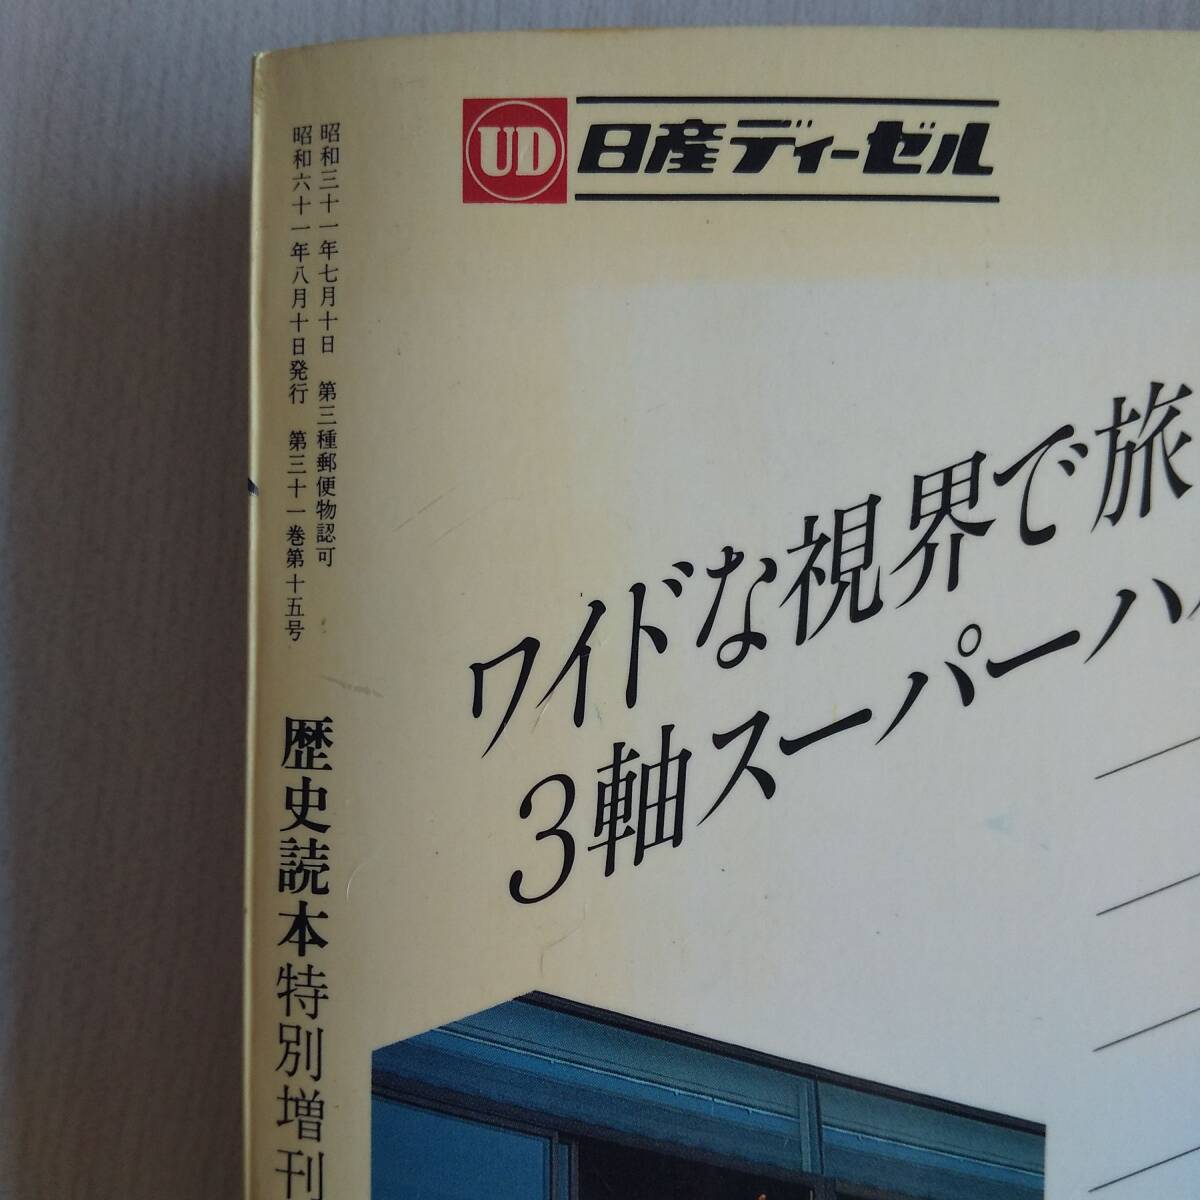 UD 日産ディーゼル
昭和三十一年七月十日 第三種郵便物認可
昭和六十一年八月十日発行 第三十一巻第十五号
歴史読本特別増刊
ワイドな視界で旅
3軸スーパーハ